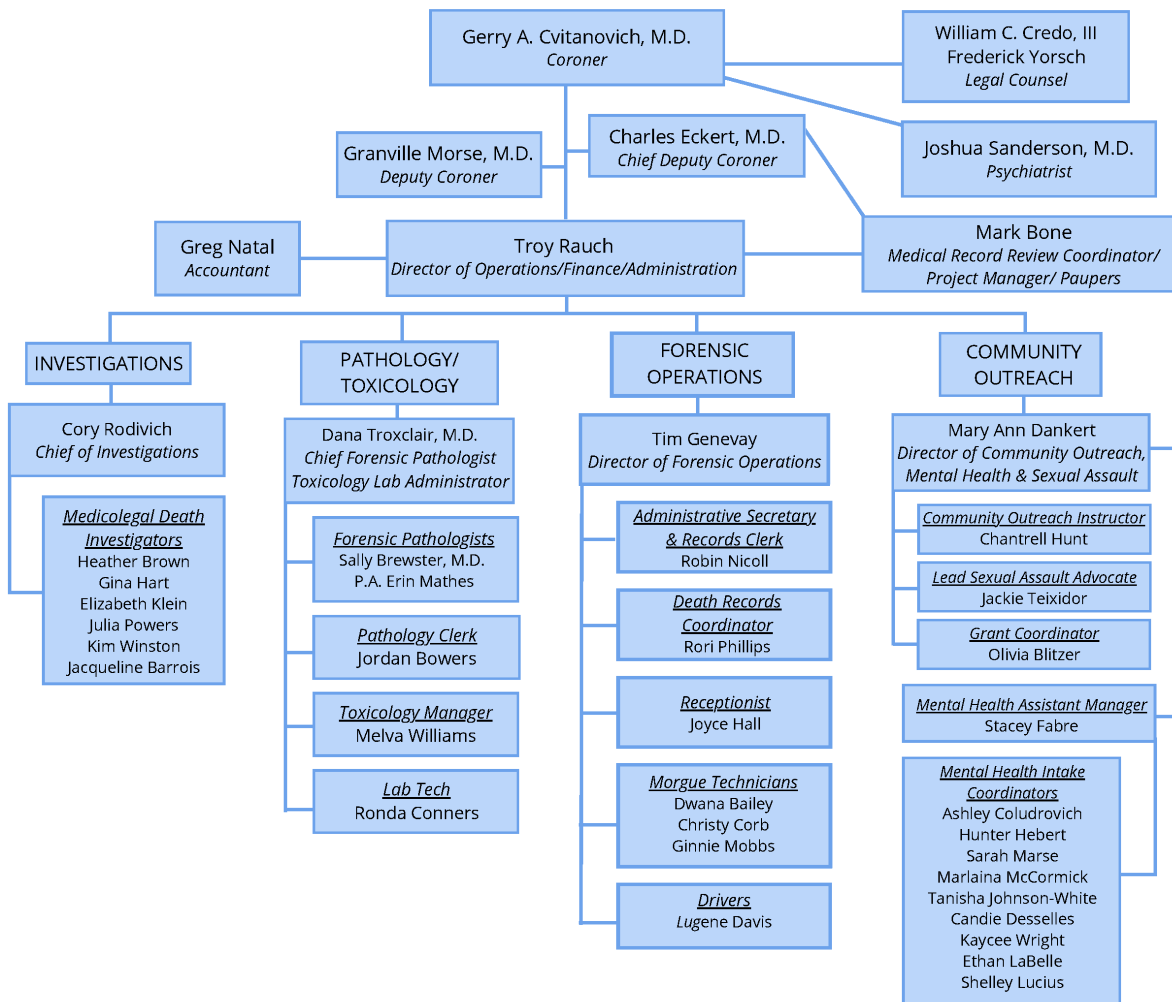 Gerry A. Cvitanovich, M.D.
Coroner
William C. Credo, III
Frederick Yorsch
Legal Counsel
Granville Morse, M.D.
Deputy Coroner
Charles Eckert, M.D.
Chief Deputy Coroner
Joshua Sanderson, M.D.
Psychiatrist
Greg Natal
Accountant
Troy Rauch
Director of Operations/Finance/Administration
Mark Bone
Medical Record Review Coordinator/
Project Manager/ Paupers
INVESTIGATIONS
Cory Rodivich
Chief of Investigations
Medicolegal Death
Investigators
Heather Brown
Gina Hart
Elizabeth Klein
Julia Powers
Kim Winston
Jacqueline Barrois
PATHOLOGY/
TOXICOLOGY
Dana Troxclair, M.D.
Chief Forensic Pathologist
Toxicology Lab Administrator
Forensic Pathologists
Sally Brewster, M.D.
P.A. Erin Mathes
Pathology Clerk
Jordan Bowers
Toxicology Manager
Melva Williams
Lab Tech
Ronda Conners
FORENSIC
OPERATIONS
Tim Genevay
Director of Forensic Operations
Administrative Secretary
& Records Clerk
Robin Nicoll
Death Records
Coordinator
Rori Phillips
Receptionist
Joyce Hall
Morgue Technicians
Dwana Bailey
Christy Corb
Ginnie Mobbs
Drivers
Lugene Davis
COMMUNITY
OUTREACH
Mary Ann Dankert
Director of Community Outreach,
Mental Health & Sexual Assault
Community Outreach Instructor
Chantrell Hunt
Lead Sexual Assault Advocate
Jackie Teixidor
Grant Coordinator
Olivia Blitzer
Mental Health Assistant Manager
Stacey Fabre
Mental Health Intake
Coordinators
Ashley Coludrovich
Hunter Hebert
Sarah Marse
Marlaina McCormick
Tanisha Johnson-White
Candie Desselles
Kaycee Wright
Ethan LaBelle
Shelley Lucius